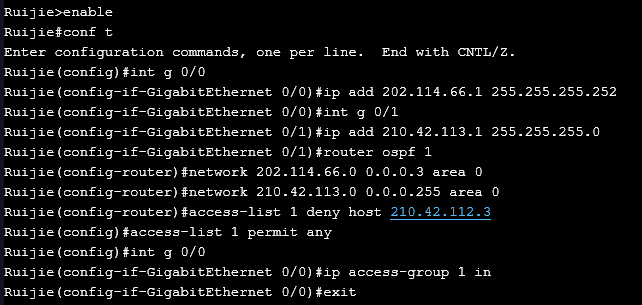 Ruijie>enable
Ruijie#conf t
Enter configuration commands, one per line.  End with CNTL/Z.
Ruijie(config)#int g 0/0
Ruijie(config-if-GigabitEthernet 0/0)#ip add 202.114.66.1 255.255.255.252
Ruijie(config-if-GigabitEthernet 0/0)#int g 0/1
Ruijie(config-if-GigabitEthernet 0/1)#ip add 210.42.113.1 255.255.255.0
Ruijie(config-if-GigabitEthernet 0/1)#router ospf 1
Ruijie(config-router)#network 202.114.66.0 0.0.0.3 area 0
Ruijie(config-router)#network 210.42.113.0 0.0.0.255 area 0
Ruijie(config-router)#access-list 1 deny host 210.42.112.3
Ruijie(config)#access-list 1 permit any
Ruijie(config)#int g 0/0
Ruijie(config-if-GigabitEthernet 0/0)#ip access-group 1 in
Ruijie(config-if-GigabitEthernet 0/0)#exit